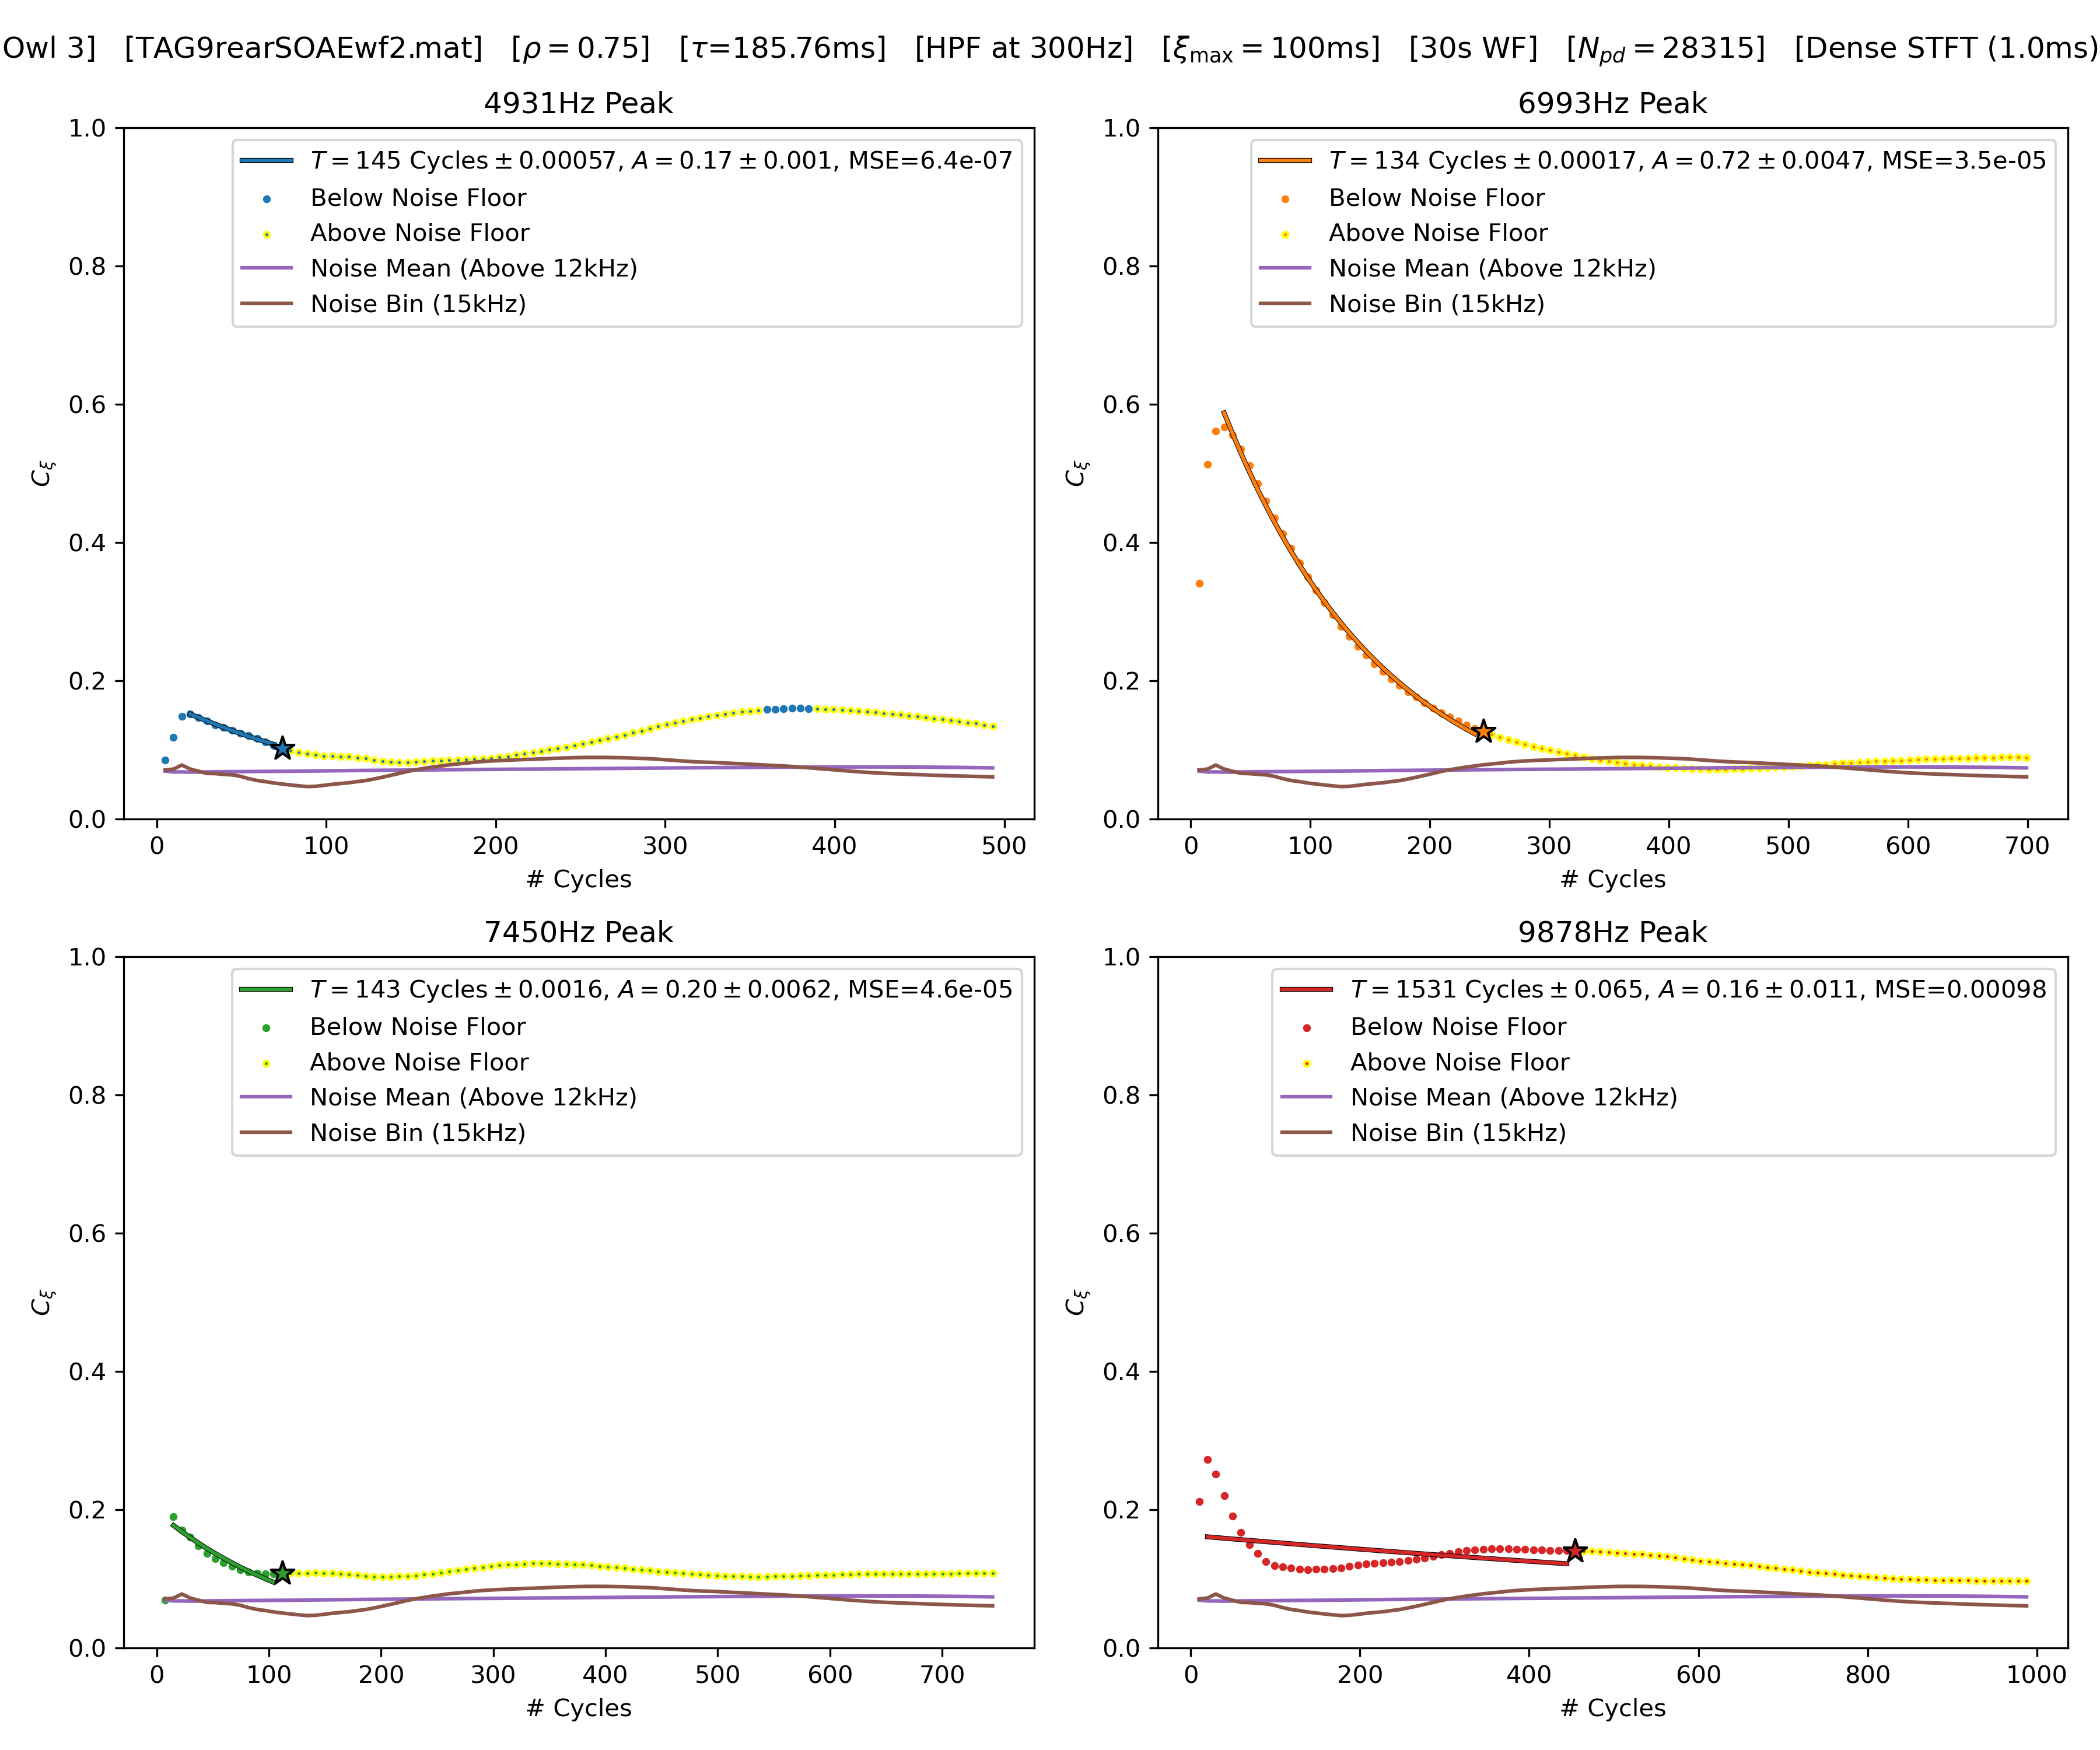 Owl 3] [TAG9rearSOAEwf2.mat] [ρ = 0.75] [τ=185.76ms] [HPF at 300Hz] [ξmax = 100ms] [30s WF] [Npd = 28315] [Dense STFT (1.0ms)
4931Hz Peak
T = 145 Cycles ± 0.00057, A = 0.17 ± 0.001, MSE=6.4e-07
Below Noise Floor
Above Noise Floor
Noise Mean (Above 12kHz)
Noise Bin (15kHz)
1.0
0.8
0.6
0.4
0.2
0.0
Cξ
0 100 200 300 400 500
# Cycles
6993Hz Peak
T = 134 Cycles ± 0.00017, A = 0.72 ± 0.0047, MSE=3.5e-05
Below Noise Floor
Above Noise Floor
Noise Mean (Above 12kHz)
Noise Bin (15kHz)
1.0
0.8
0.6
0.4
0.2
0.0
Cξ
0 100 200 300 400 500 600 700
# Cycles
7450Hz Peak
T = 143 Cycles ± 0.0016, A = 0.20 ± 0.0062, MSE=4.6e-05
Below Noise Floor
Above Noise Floor
Noise Mean (Above 12kHz)
Noise Bin (15kHz)
1.0
0.8
0.6
0.4
0.2
0.0
Cξ
0 100 200 300 400 500 600 700
# Cycles
9878Hz Peak
T = 1531 Cycles ± 0.065, A = 0.16 ± 0.011, MSE=0.00098
Below Noise Floor
Above Noise Floor
Noise Mean (Above 12kHz)
Noise Bin (15kHz)
1.0
0.8
0.6
0.4
0.2
0.0
Cξ
0 200 400 600 800 1000
# Cycles